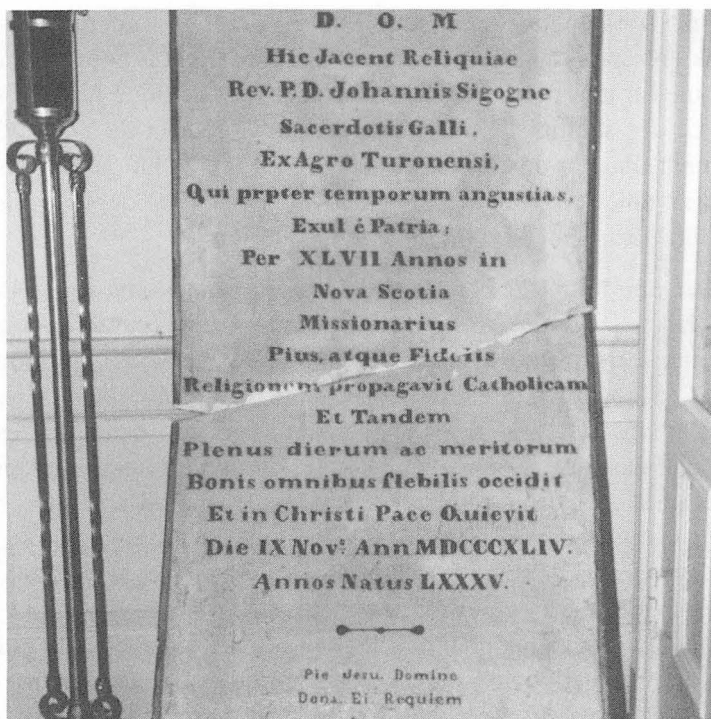 D. O. M
Hic Jacent Reliquiae
Rev. P. D. Johannis Sigogne
Sacerdotis Galli,
Ex Agro Turonensi,
Qui prpter temporum angustias,
Exul é Patria;
Per XLVII Annos in
Nova Scotia
Missionarius
Pius, atque Fidelis
Religionem propagavit Catholicam
Et Tandem
Plenus dierum ac meritorum
Bonis omnibus flebilis occidit
Et in Christi Pace Quievit
Die IX Nov: Ann MDCCCXLIV.
Annos Natus LXXXV.
Pie Jesu. Domine
Dona. Ei Requiem